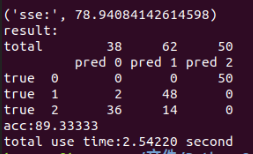 ('sse:', 78.94084142614598)
result:
total 38 62 50
pred 0 pred 1 pred 2
true 0 0 0 50
true 1 2 48 0
true 2 36 14 0
acc:89.33333
total use time:2.54220 second